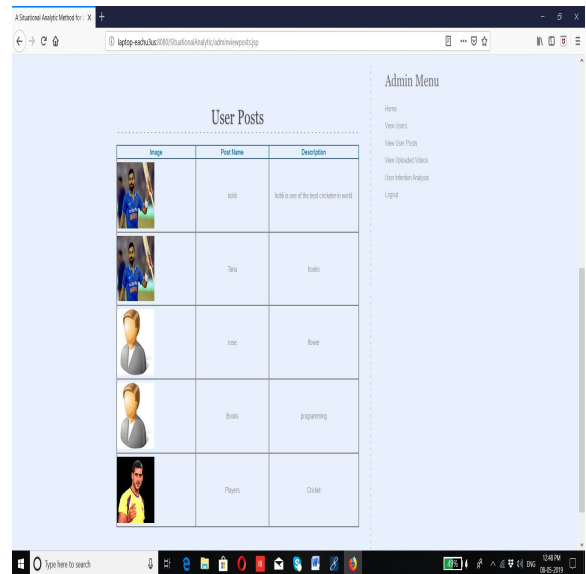 A Situational Analytic Method for
laptop-eachu3us:8080/SituationalAnalytic/adminviewposts.jsp
User Posts
Image Post Name Description
kohli kohli is one of the best cricketer in world
Tanu books
rose flower
Books programming
Players Cricket
Admin Menu
Home
View Users
View User Posts
View Uploaded Videos
User Intention Analysis
Logout
Type here to search
49%
ENG
12:48 PM
08-05-2019